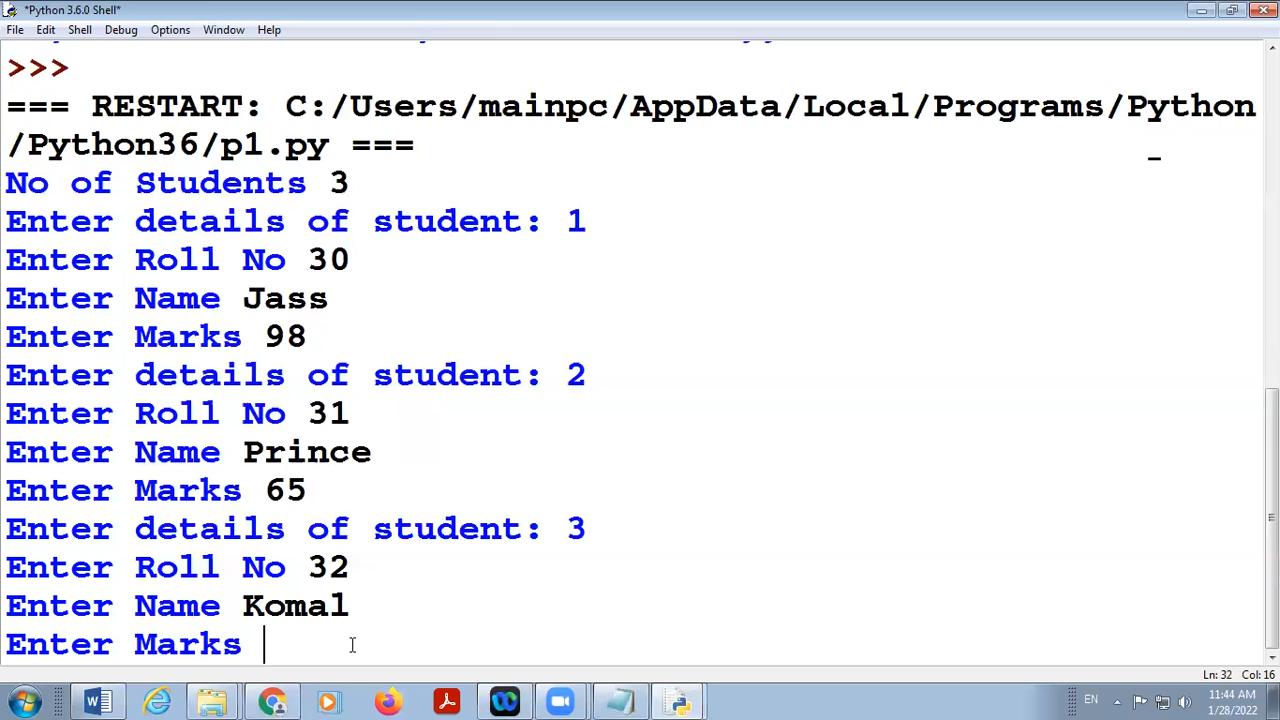 *Python 3.6.0 Shell*
File Edit Shell Debug Options Window Help
>>>
=== RESTART: C:/Users/mainpc/AppData/Local/Programs/Python
/Python36/p1.py ===
No of Students 3
Enter details of student: 1
Enter Roll No 30
Enter Name Jass
Enter Marks 98
Enter details of student: 2
Enter Roll No 31
Enter Name Prince
Enter Marks 65
Enter details of student: 3
Enter Roll No 32
Enter Name Komal
Enter Marks
Ln: 32 Col: 16
EN
11:44 AM
1/28/2022